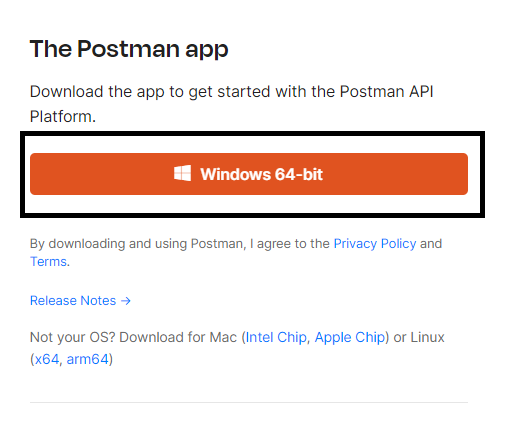 The Postman app
Download the app to get started with the Postman API
Platform.
Windows 64-bit
By downloading and using Postman, I agree to the Privacy Policy and
Terms.
Release Notes →
Not your OS? Download for Mac (Intel Chip, Apple Chip) or Linux
(x64, arm64)